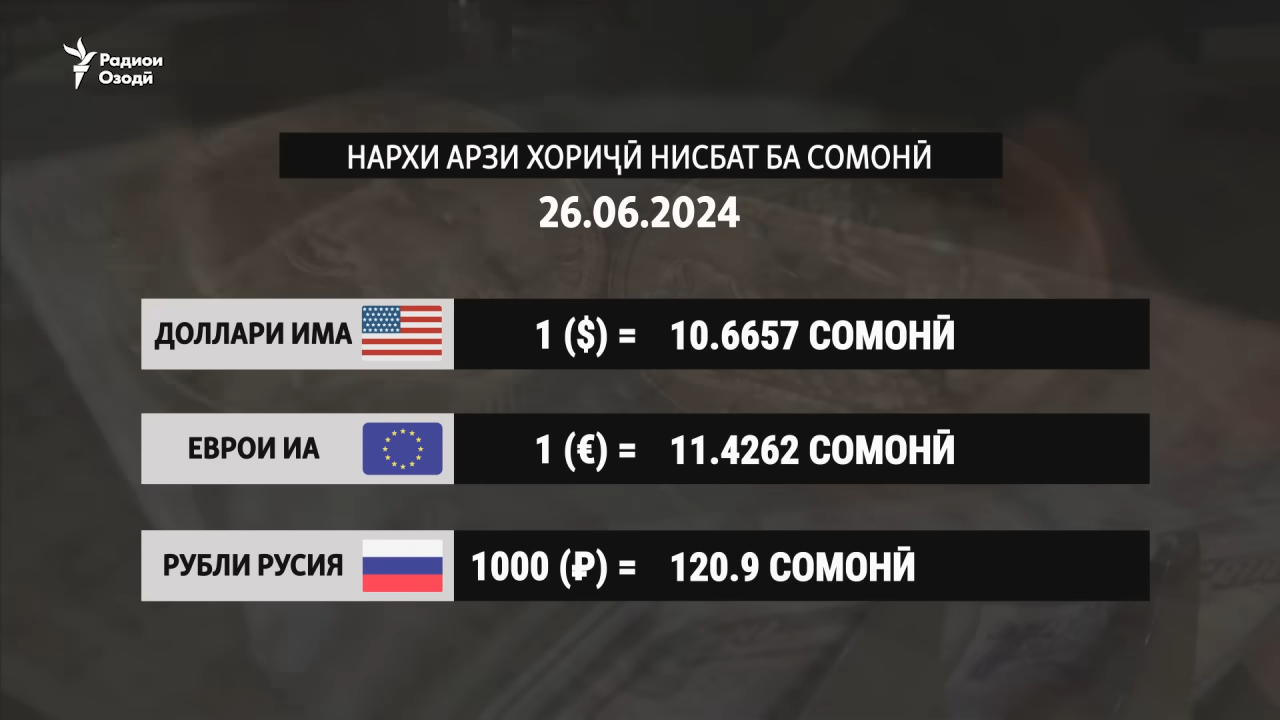 Радиои
Озодӣ
НАРХИ АРЗИ ХОРИҶӢ НИСБАТ БА СОМОНӢ
26.06.2024
ДОЛЛАРИ ИМА 1 ($) = 10.6657 СОМОНӢ
ЕВРОИ ИА 1 (€) = 11.4262 СОМОНӢ
РУБЛИ РУСИЯ 1000 (₽) = 120.9 СОМОНӢ